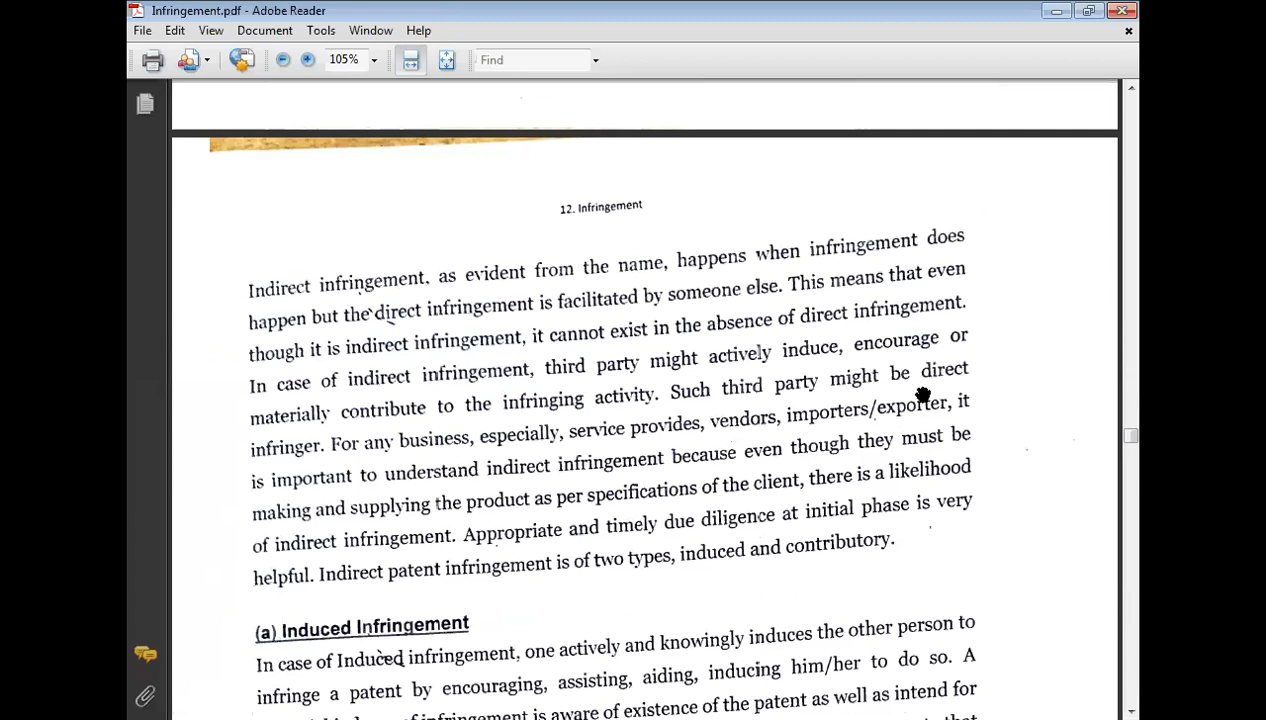 Infringement.pdf - Adobe Reader
File Edit View Document Tools Window Help
105% Find
12. Infringement
Indirect infringement, as evident from the name, happens when infringement does
happen but the direct infringement is facilitated by someone else. This means that even
though it is indirect infringement, it cannot exist in the absence of direct infringement.
In case of indirect infringement, third party might actively induce, encourage or
materially contribute to the infringing activity. Such third party might be direct
infringer. For any business, especially, service provides, vendors, importers/exporter, it
is important to understand indirect infringement because even though they must be
making and supplying the product as per specifications of the client, there is a likelihood
of indirect infringement. Appropriate and timely due diligence at initial phase is very
helpful. Indirect patent infringement is of two types, induced and contributory.
(a) Induced Infringement
In case of Induced infringement, one actively and knowingly induces the other person to
infringe a patent by encouraging, assisting, aiding, inducing him/her to do so. A
of infringement is aware of existence of the patent as well as intend for